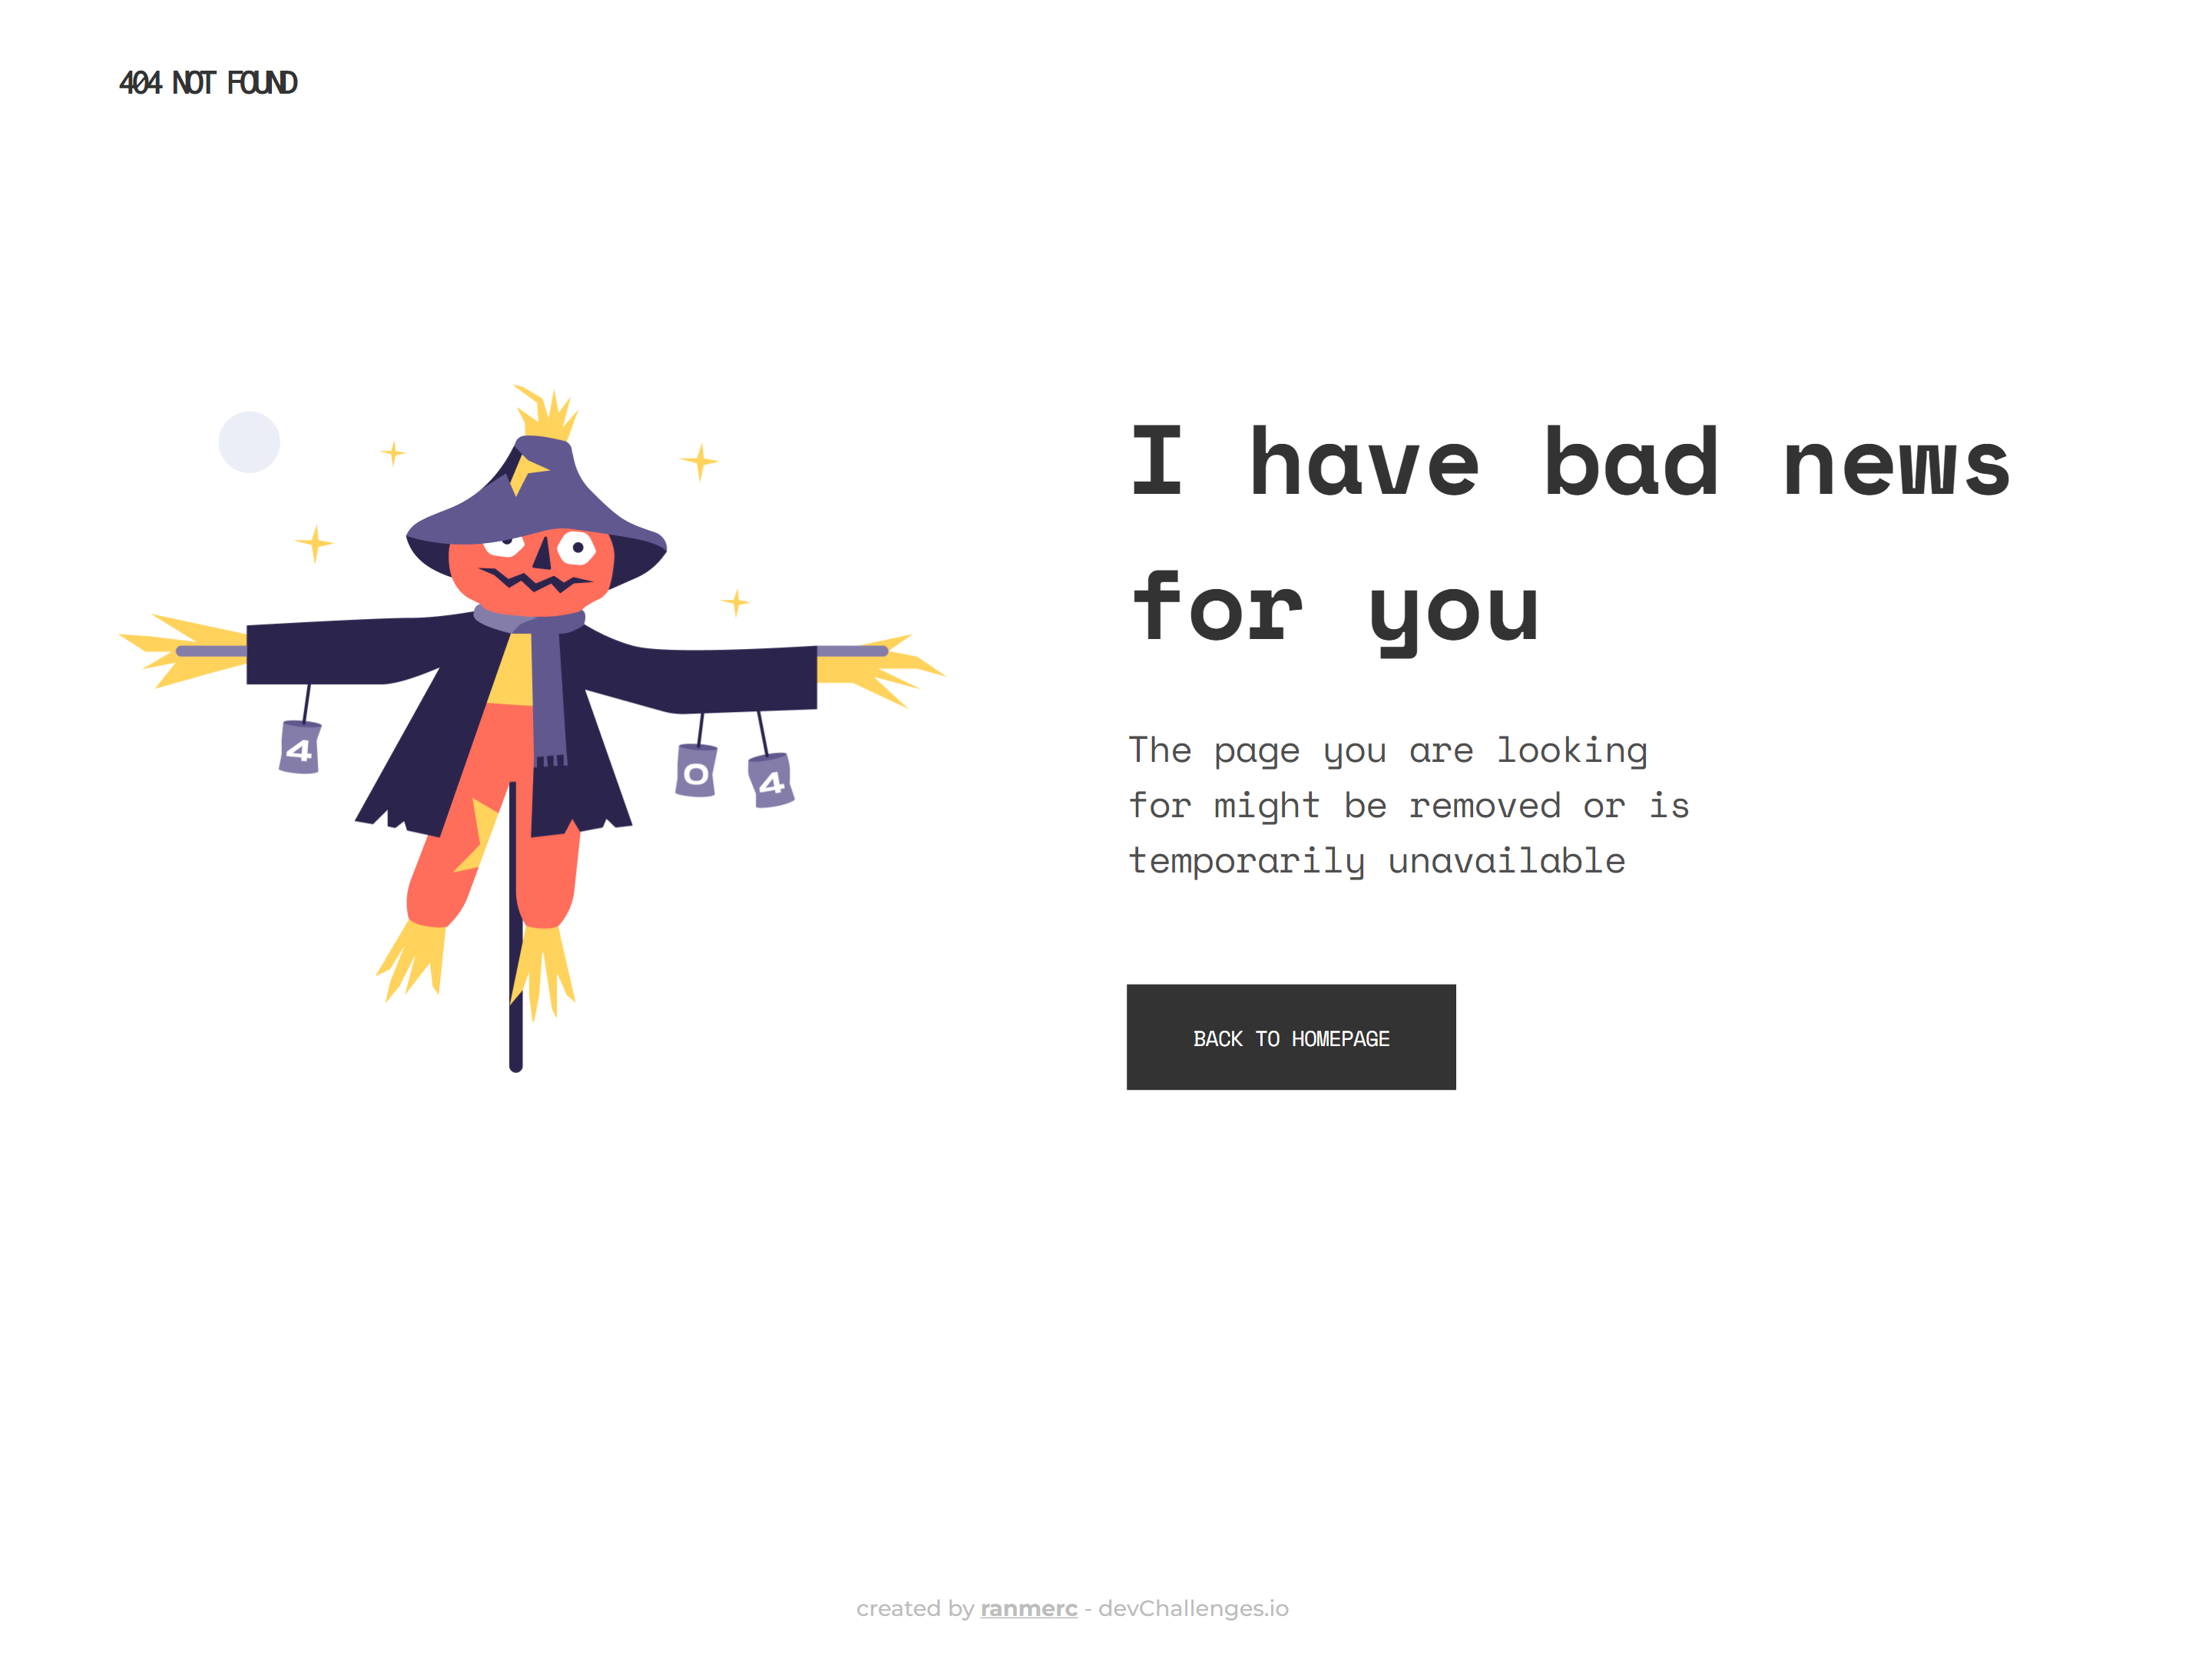 404 NOT FOUND
I have bad news
for you
The page you are looking
for might be removed or is
temporarily unavailable
4
0
4
BACK TO HOMEPAGE
created by ranmerc - devChallenges.io